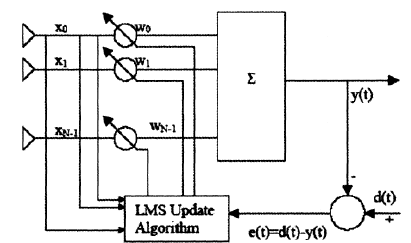 x0 w0
x1 w1
Σ
y(t)
xN-1 wN-1
-
d(t)
+
LMS Update
Algorithm
e(t)=d(t)-y(t)